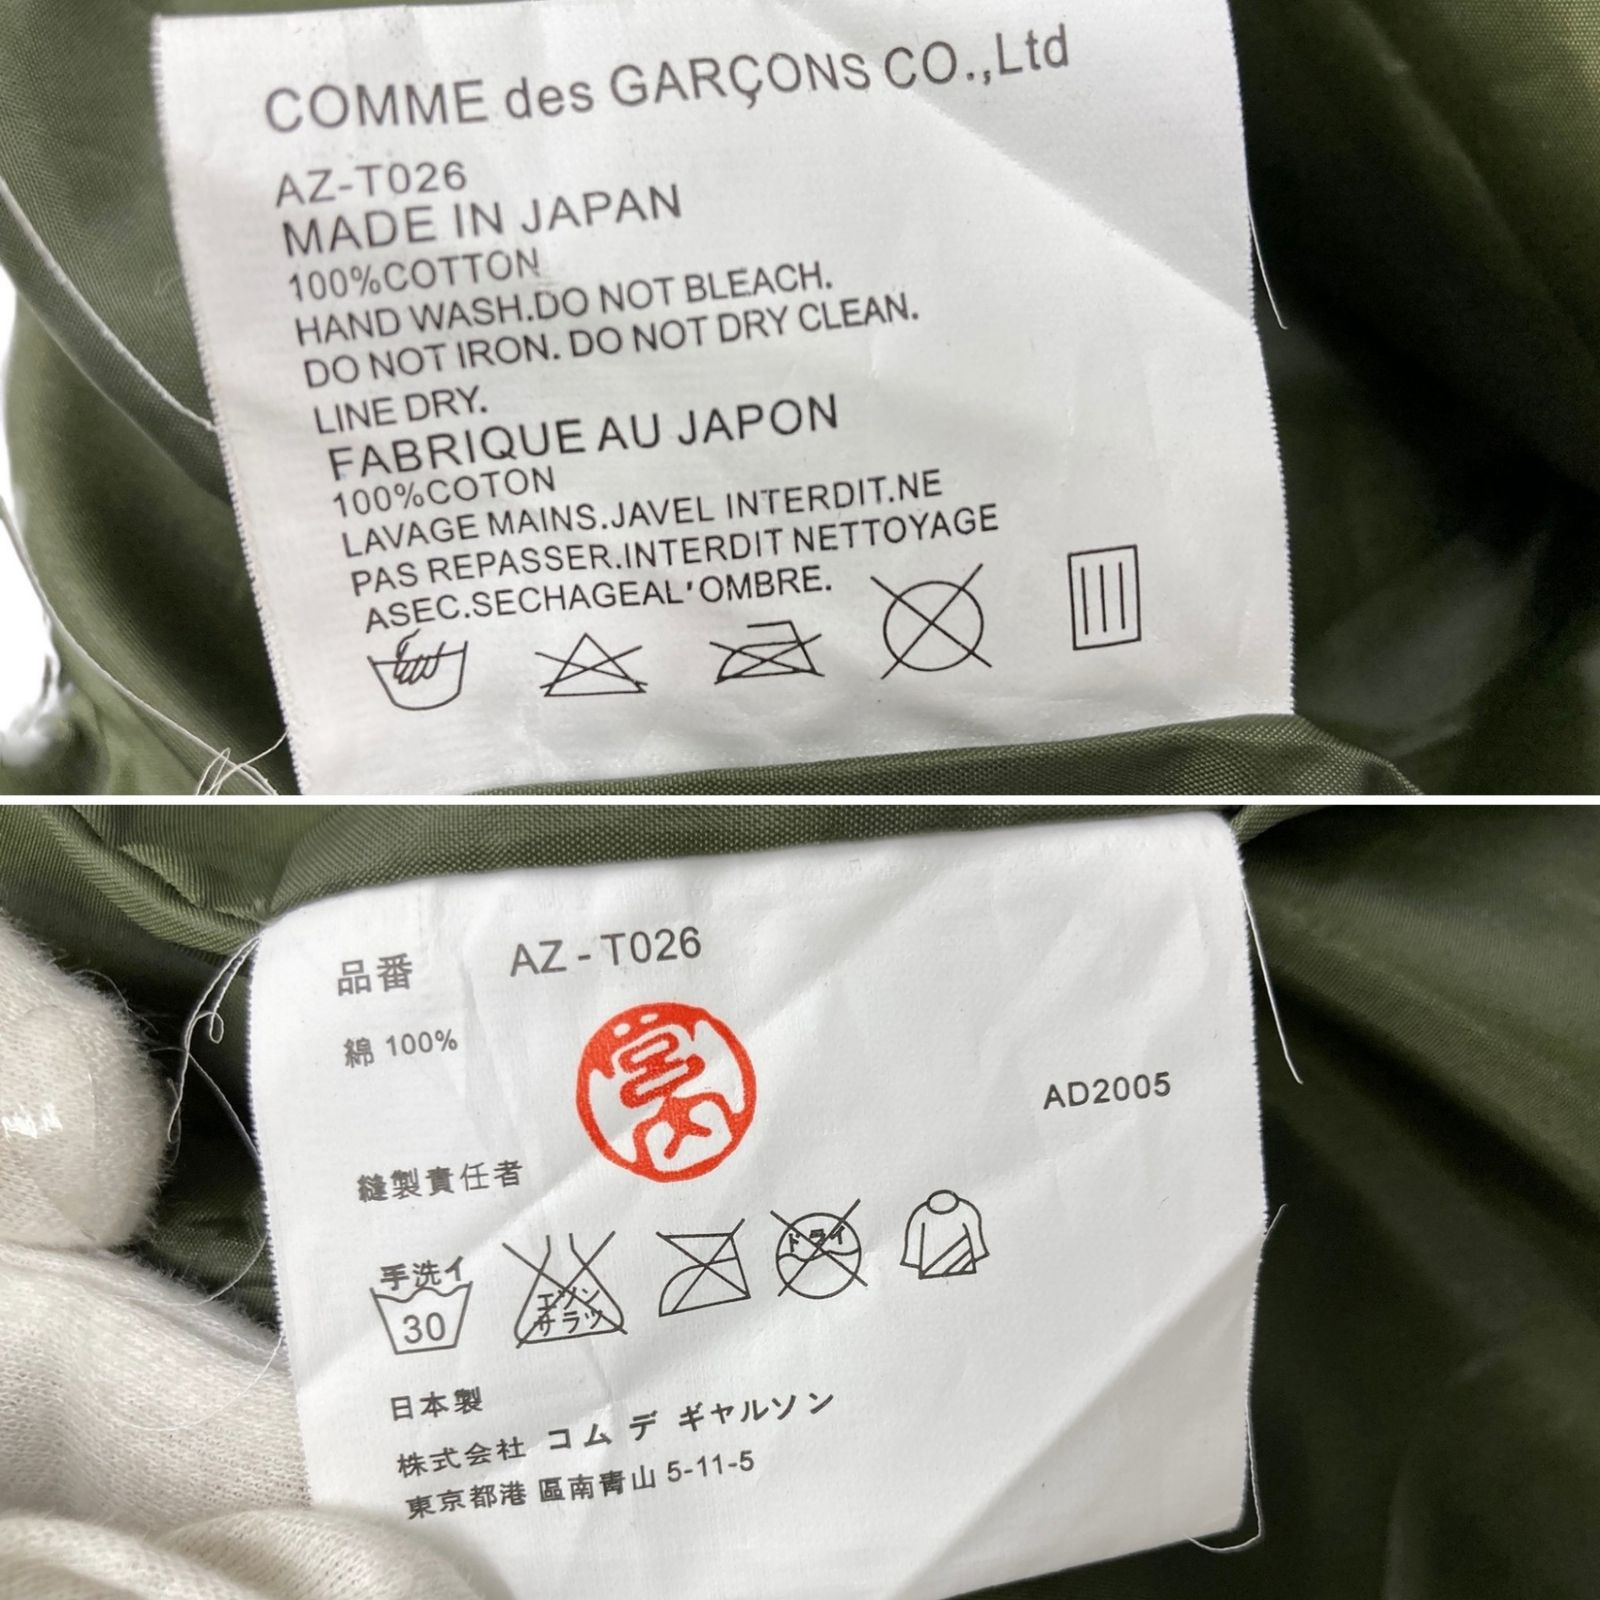 COMME des GARÇONS CO.,Ltd
AZ-T026
MADE IN JAPAN
100%COTTON
HAND WASH.DO NOT BLEACH.
DO NOT IRON. DO NOT DRY CLEAN.
LINE DRY.
FABRIQUE AU JAPON
100%COTON
LAVAGE MAINS.JAVEL INTERDIT.NE
PAS REPASSER.INTERDIT NETTOYAGE
ASEC.SECHAGEAL'OMBRE.
品番 AZ - T026
綿 100%
宮内
AD2005
縫製責任者
手洗イ
30
エンソ
サラシ
ドライ
日本製
株式会社 コム デ ギャルソン
東京都港 區南青山 5-11-5